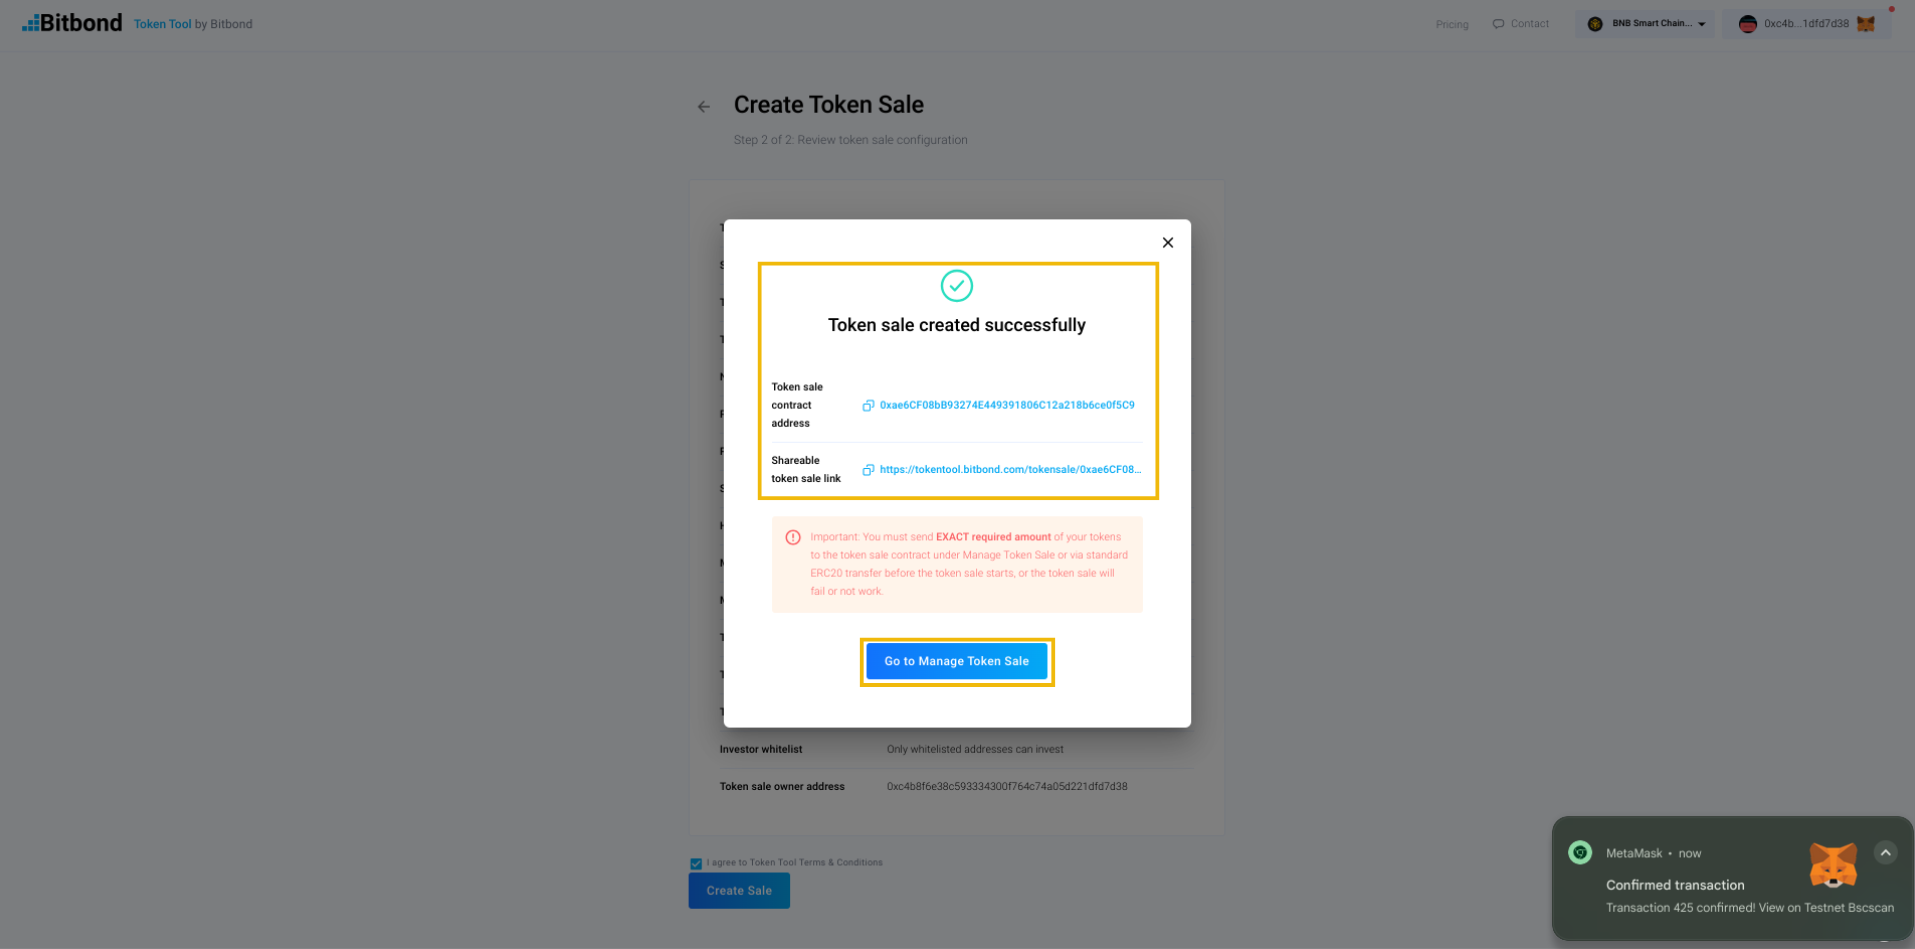 Bitbond Token Tool by Bitbond
Pricing
Contact
BNB Smart Chain...
0xc4b...1dfd7d38
Create Token Sale
Step 2 of 2: Review token sale configuration
Token sale created successfully
Token sale
contract
address
0xae6CF08bB93274E449391806C12a218b6ce0f5C9
Shareable
token sale link
https://tokentool.bitbond.com/tokensale/0xae6CF08...
Important: You must send EXACT required amount of your tokens
to the token sale contract under Manage Token Sale or via standard
ERC20 transfer before the token sale starts, or the token sale will
fail or not work.
Go to Manage Token Sale
Investor whitelist Only whitelisted addresses can invest
Token sale owner address 0xc4b8f6e38c593334300f764c74a05d221dfd7d38
I agree to Token Tool Terms & Conditions
Create Sale
MetaMask • now
Confirmed transaction
Transaction 425 confirmed! View on Testnet Bscscan